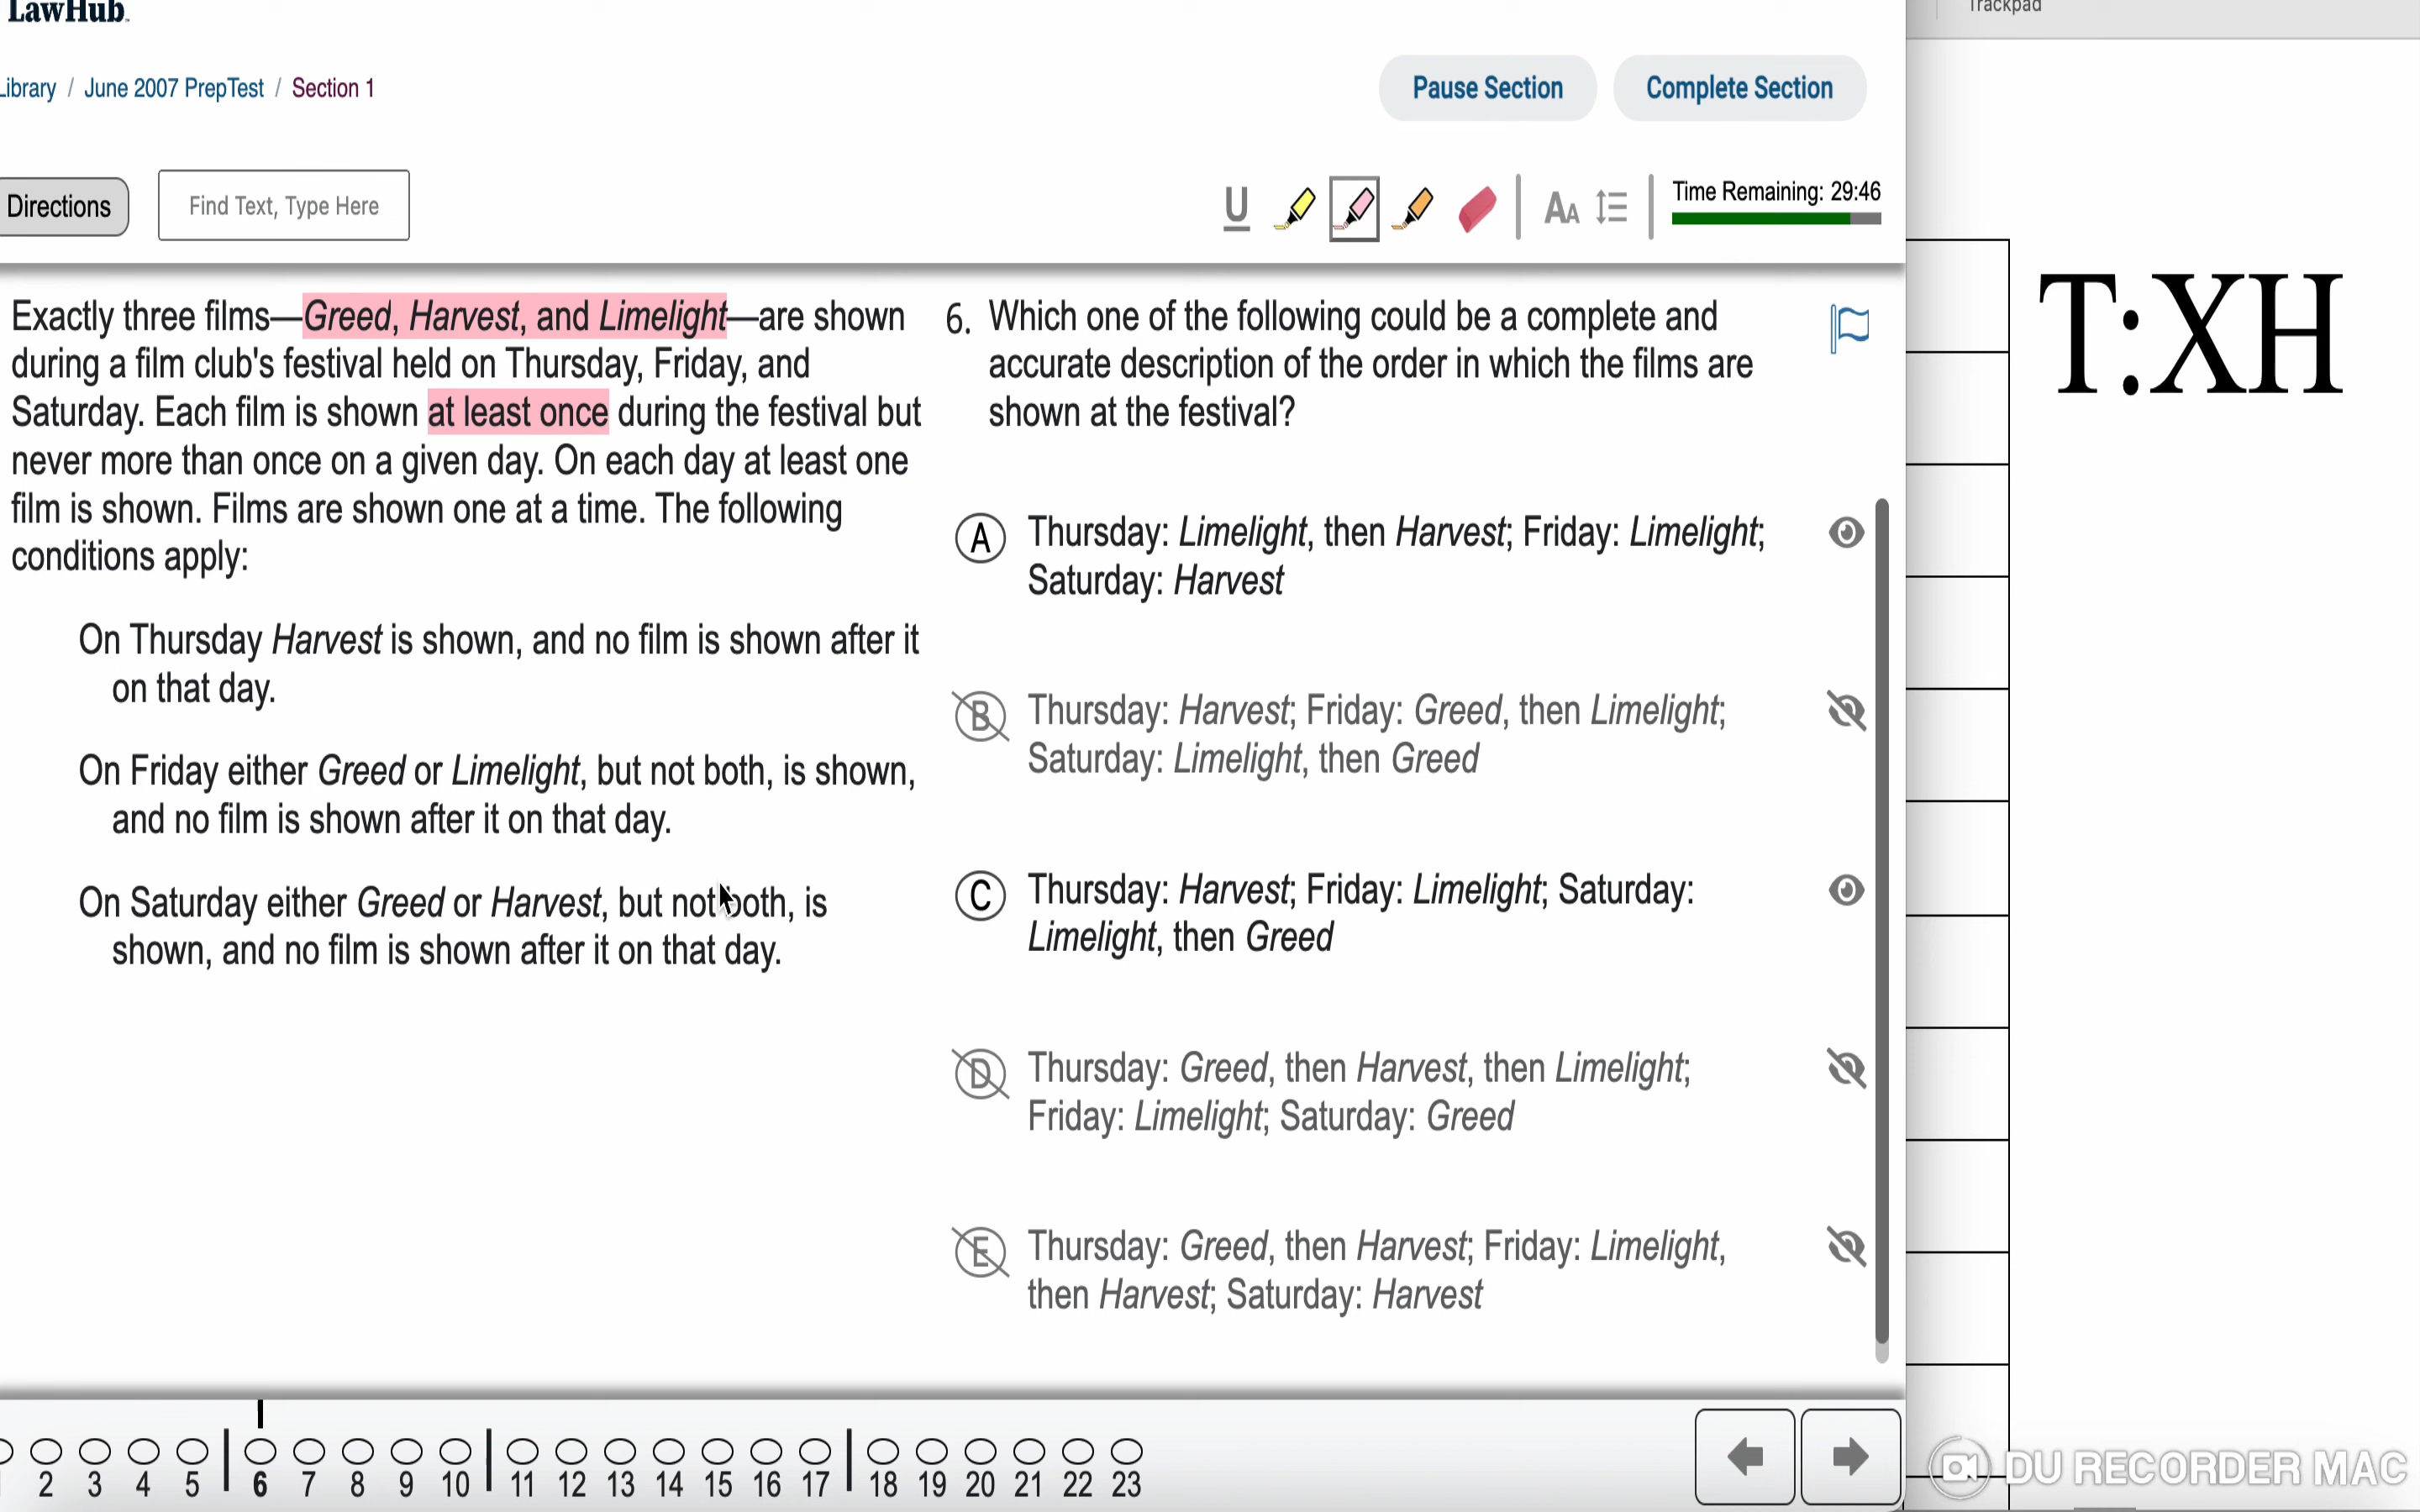 LawHub
Trackpad
Library / June 2007 PrepTest / Section 1
Pause Section
Complete Section
Directions
Find Text, Type Here
U
AA
Time Remaining: 29:46
Exactly three films—Greed, Harvest, and Limelight—are shown
during a film club's festival held on Thursday, Friday, and
Saturday. Each film is shown at least once during the festival but
never more than once on a given day. On each day at least one
film is shown. Films are shown one at a time. The following
conditions apply:
On Thursday Harvest is shown, and no film is shown after it
on that day.
On Friday either Greed or Limelight, but not both, is shown,
and no film is shown after it on that day.
On Saturday either Greed or Harvest, but not both, is
shown, and no film is shown after it on that day.
6. Which one of the following could be a complete and
accurate description of the order in which the films are
shown at the festival?
A Thursday: Limelight, then Harvest; Friday: Limelight;
Saturday: Harvest
B Thursday: Harvest; Friday: Greed, then Limelight;
Saturday: Limelight, then Greed
C Thursday: Harvest; Friday: Limelight; Saturday:
Limelight, then Greed
D Thursday: Greed, then Harvest, then Limelight;
Friday: Limelight; Saturday: Greed
E Thursday: Greed, then Harvest; Friday: Limelight,
then Harvest; Saturday: Harvest
T:XH
2 3 4 5 6 7 8 9 10 11 12 13 14 15 16 17 18 19 20 21 22 23
DU RECORDER MAC